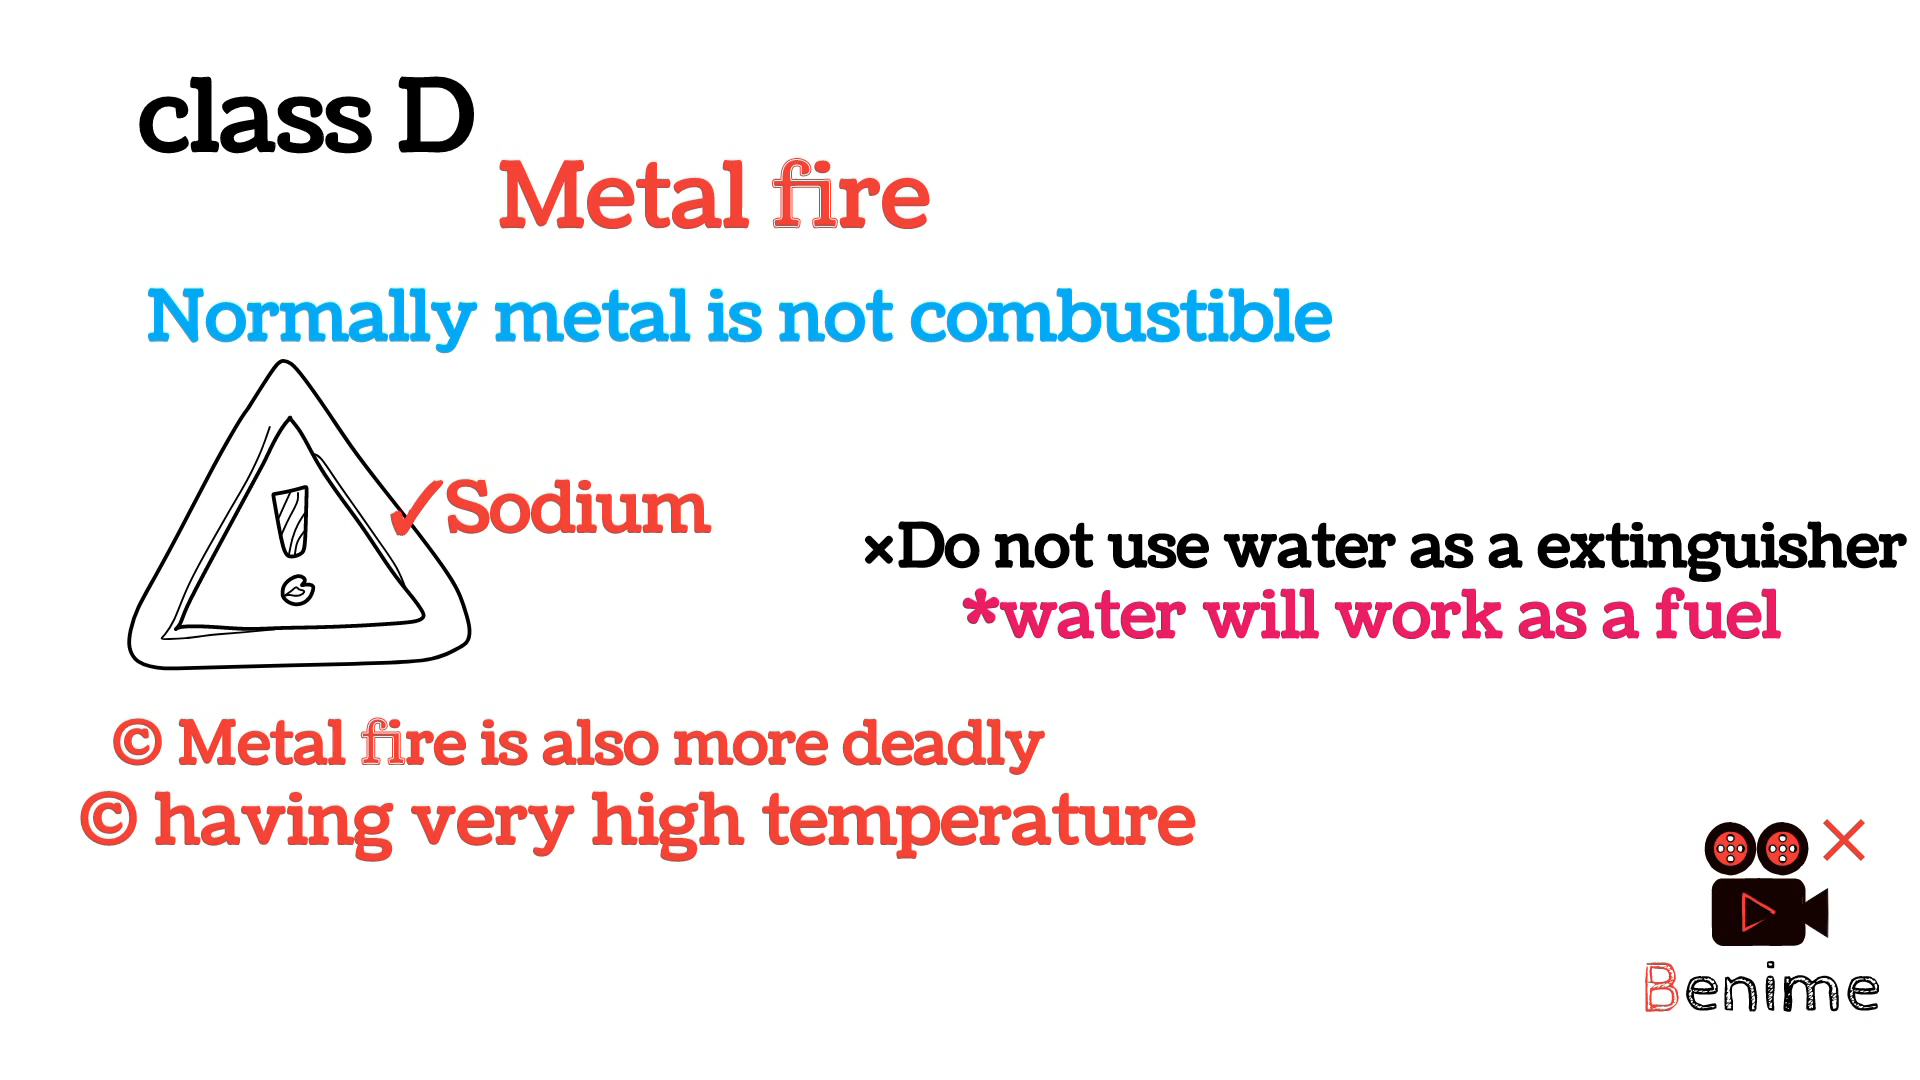 class D
Metal fire
Normally metal is not combustible
✓Sodium
×Do not use water as a extinguisher
*water will work as a fuel
© Metal fire is also more deadly
© having very high temperature
Benime